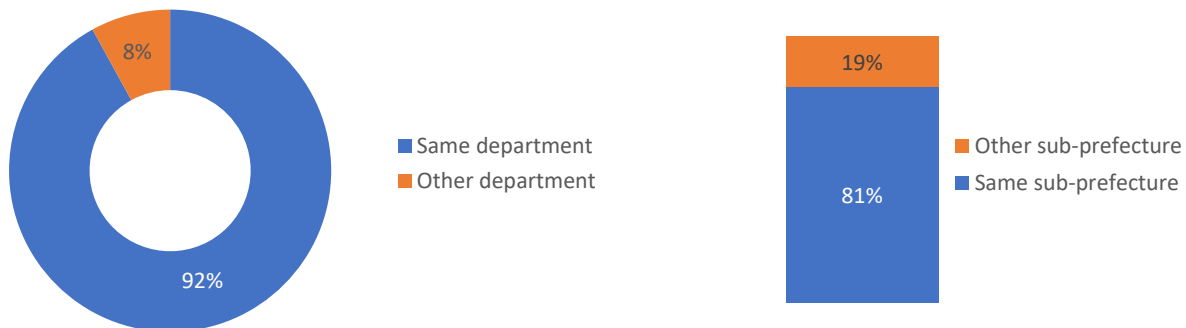 8%
92%
Same department
Other department
19%
81%
Other sub-prefecture
Same sub-prefecture